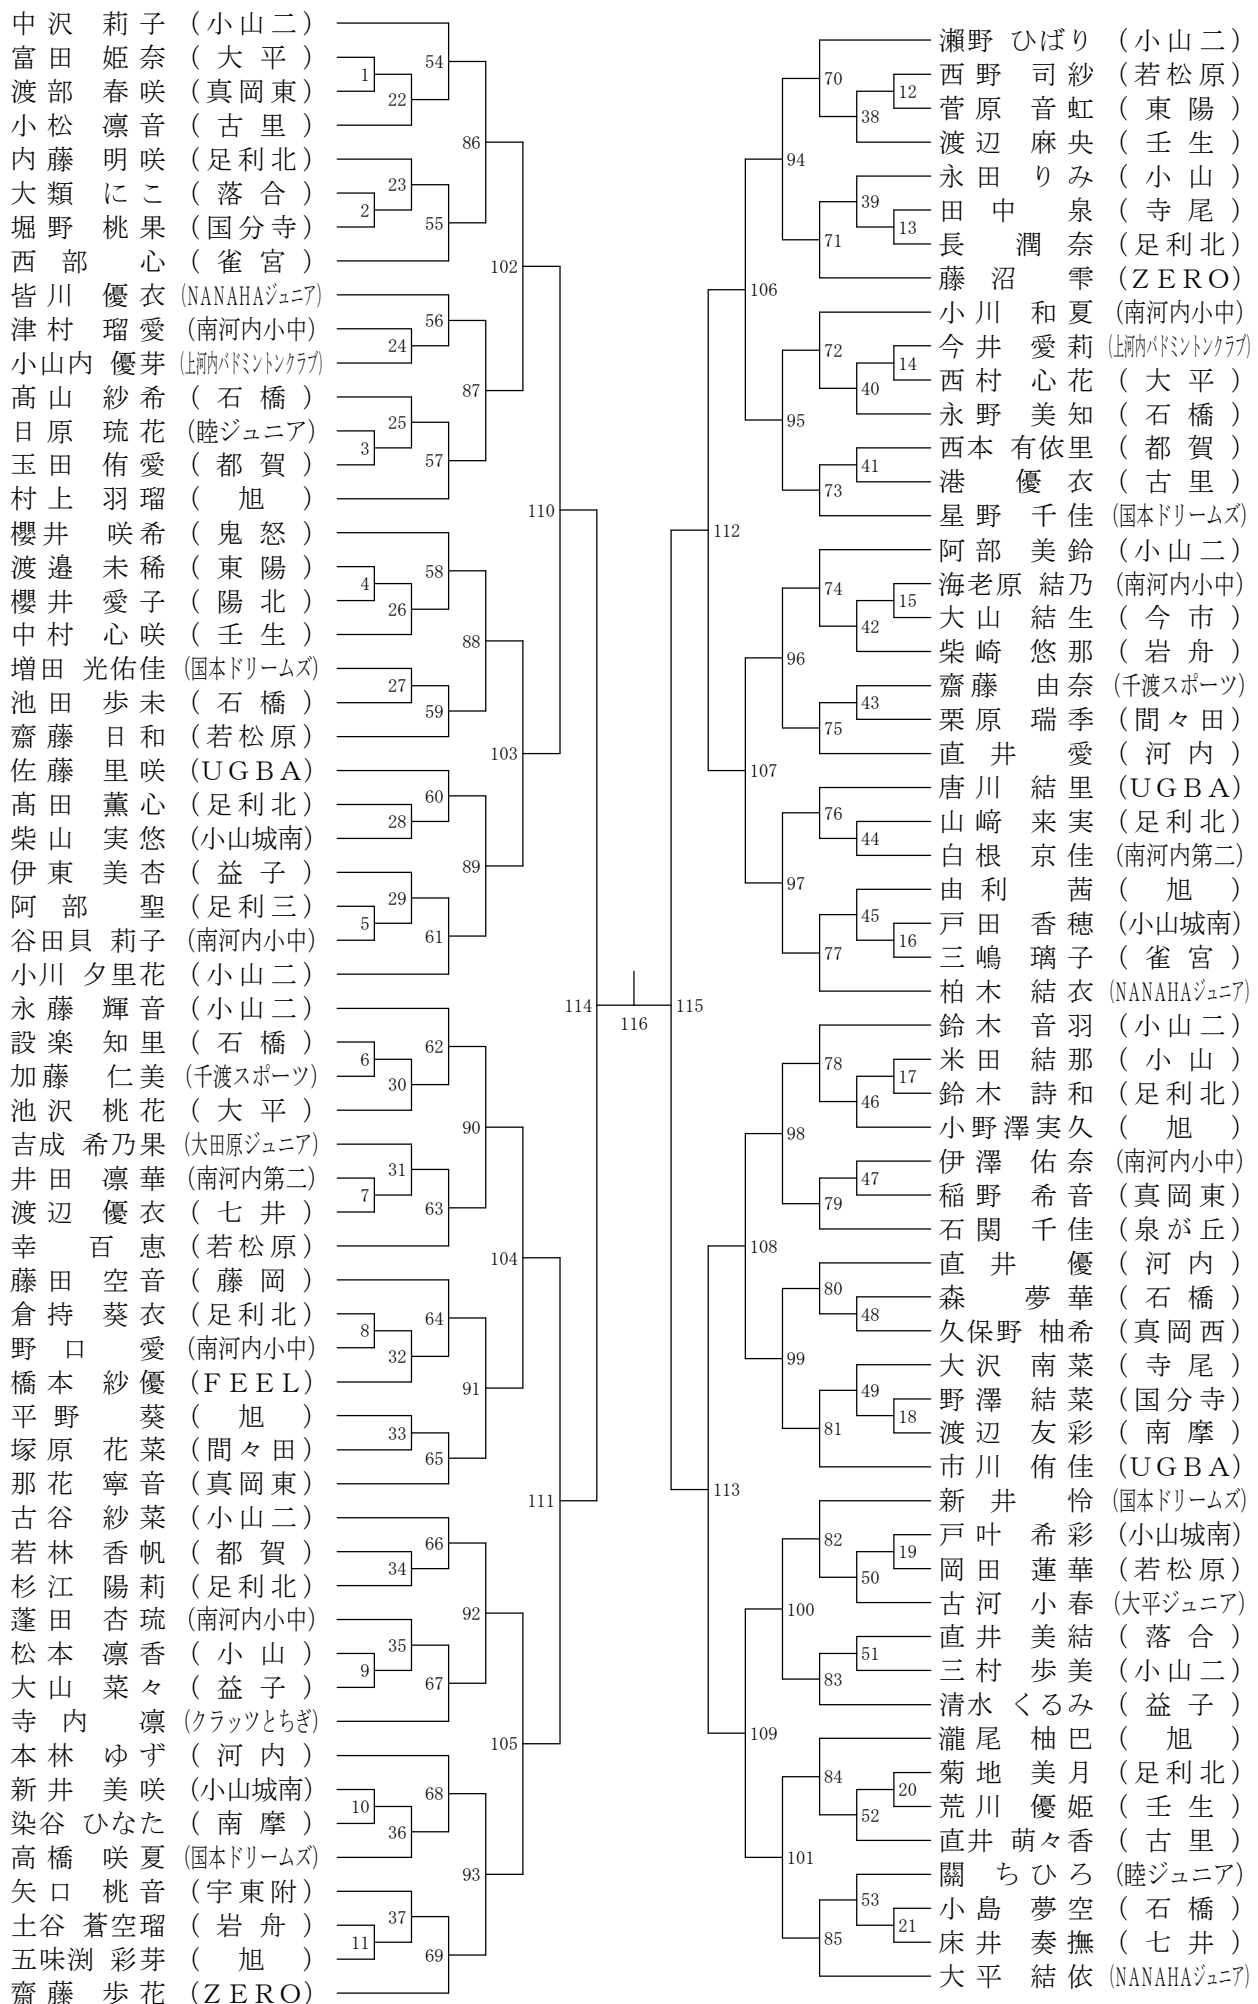 中沢 莉子 (小山二)
富田 姫奈 (大平)
渡部 春咲 (真岡東)
小松 凛音 (古里)
内藤 明咲 (足利北)
大類 にこ (落合)
堀野 桃果 (国分寺)
西部 心 (雀宮)
皆川 優衣 (NANAHAジュニア)
津村 瑠愛 (南河内小中)
小山内 優芽 (上河内バドミントンクラブ)
髙山 紗希 (石橋)
日原 琉花 (睦ジュニア)
玉田 侑愛 (都賀)
村上 羽瑠 (旭)
櫻井 咲希 (鬼怒)
渡邉 未稀 (東陽)
櫻井 愛子 (陽北)
中村 心咲 (壬生)
増田 光佑佳 (国本ドリームズ)
池田 歩未 (石橋)
齋藤 日和 (若松原)
佐藤 里咲 (UGBA)
髙田 薫心 (足利北)
柴山 実悠 (小山城南)
伊東 美杏 (益子)
阿部 聖 (足利三)
谷田貝 莉子 (南河内小中)
小川 夕里花 (小山二)
永藤 輝音 (小山二)
設楽 知里 (石橋)
加藤 仁美 (千渡スポーツ)
池沢 桃花 (大平)
吉成 希乃果 (大田原ジュニア)
井田 凛華 (南河内第二)
渡辺 優衣 (七井)
幸 百恵 (若松原)
藤田 空音 (藤岡)
倉持 葵衣 (足利北)
野口 愛 (南河内小中)
橋本 紗優 (FEEL)
平野 葵 (旭)
塚原 花菜 (間々田)
那花 寧音 (真岡東)
古谷 紗菜 (小山二)
若林 香帆 (都賀)
杉江 陽莉 (足利北)
蓬田 杏琉 (南河内小中)
松本 凛香 (小山)
大山 菜々 (益子)
寺内 凛 (クラッツとちぎ)
本林 ゆず (河内)
新井 美咲 (小山城南)
染谷 ひなた (南摩)
高橋 咲夏 (国本ドリームズ)
矢口 桃音 (宇東附)
土谷 蒼空瑠 (岩舟)
五味渕 彩芽 (旭)
齋藤 歩花 (ZERO)
1
2
3
4
5
6
7
8
9
10
11
22
23
24
25
26
27
28
29
30
31
32
33
34
35
36
37
54
55
56
57
58
59
60
61
62
63
64
65
66
67
68
69
86
87
88
89
90
91
92
93
102
103
104
105
110
111
114
116
115
112
113
106
107
108
109
94
95
96
97
98
99
100
101
70
71
72
73
74
75
76
77
78
79
80
81
82
83
84
85
38
39
40
41
42
43
44
45
46
47
48
49
50
51
52
53
12
13
14
15
16
17
18
19
20
21
瀬野 ひばり (小山二)
西野 司紗 (若松原)
菅原 音虹 (東陽)
渡辺 麻央 (壬生)
永田 りみ (小山)
田中 泉 (寺尾)
長 潤奈 (足利北)
藤沼 雫 (ZERO)
小川 和夏 (南河内小中)
今井 愛莉 (上河内バドミントンクラブ)
西村 心花 (大平)
永野 美知 (石橋)
西本 有依里 (都賀)
港 優衣 (古里)
星野 千佳 (国本ドリームズ)
阿部 美鈴 (小山二)
海老原 結乃 (南河内小中)
大山 結生 (今市)
柴崎 悠那 (岩舟)
齋藤 由奈 (千渡スポーツ)
栗原 瑞季 (間々田)
直井 愛 (河内)
唐川 結里 (UGBA)
山﨑 来実 (足利北)
白根 京佳 (南河内第二)
由利 茜 (旭)
戸田 香穂 (小山城南)
三嶋 璃子 (雀宮)
柏木 結衣 (NANAHAジュニア)
鈴木 音羽 (小山二)
米田 結那 (小山)
鈴木 詩和 (足利北)
小野澤実久 (旭)
伊澤 佑奈 (南河内小中)
稲野 希音 (真岡東)
石関 千佳 (泉が丘)
直井 優 (河内)
森 夢華 (石橋)
久保野 柚希 (真岡西)
大沢 南菜 (寺尾)
野澤 結菜 (国分寺)
渡辺 友彩 (南摩)
市川 侑佳 (UGBA)
新井 怜 (国本ドリームズ)
戸叶 希彩 (小山城南)
岡田 蓮華 (若松原)
古河 小春 (大平ジュニア)
直井 美結 (落合)
三村 歩美 (小山二)
清水 くるみ (益子)
瀧尾 柚巴 (旭)
菊地 美月 (足利北)
荒川 優姫 (壬生)
直井 萌々香 (古里)
關 ちひろ (睦ジュニア)
小島 夢空 (石橋)
床井 奏撫 (七井)
大平 結依 (NANAHAジュニア)